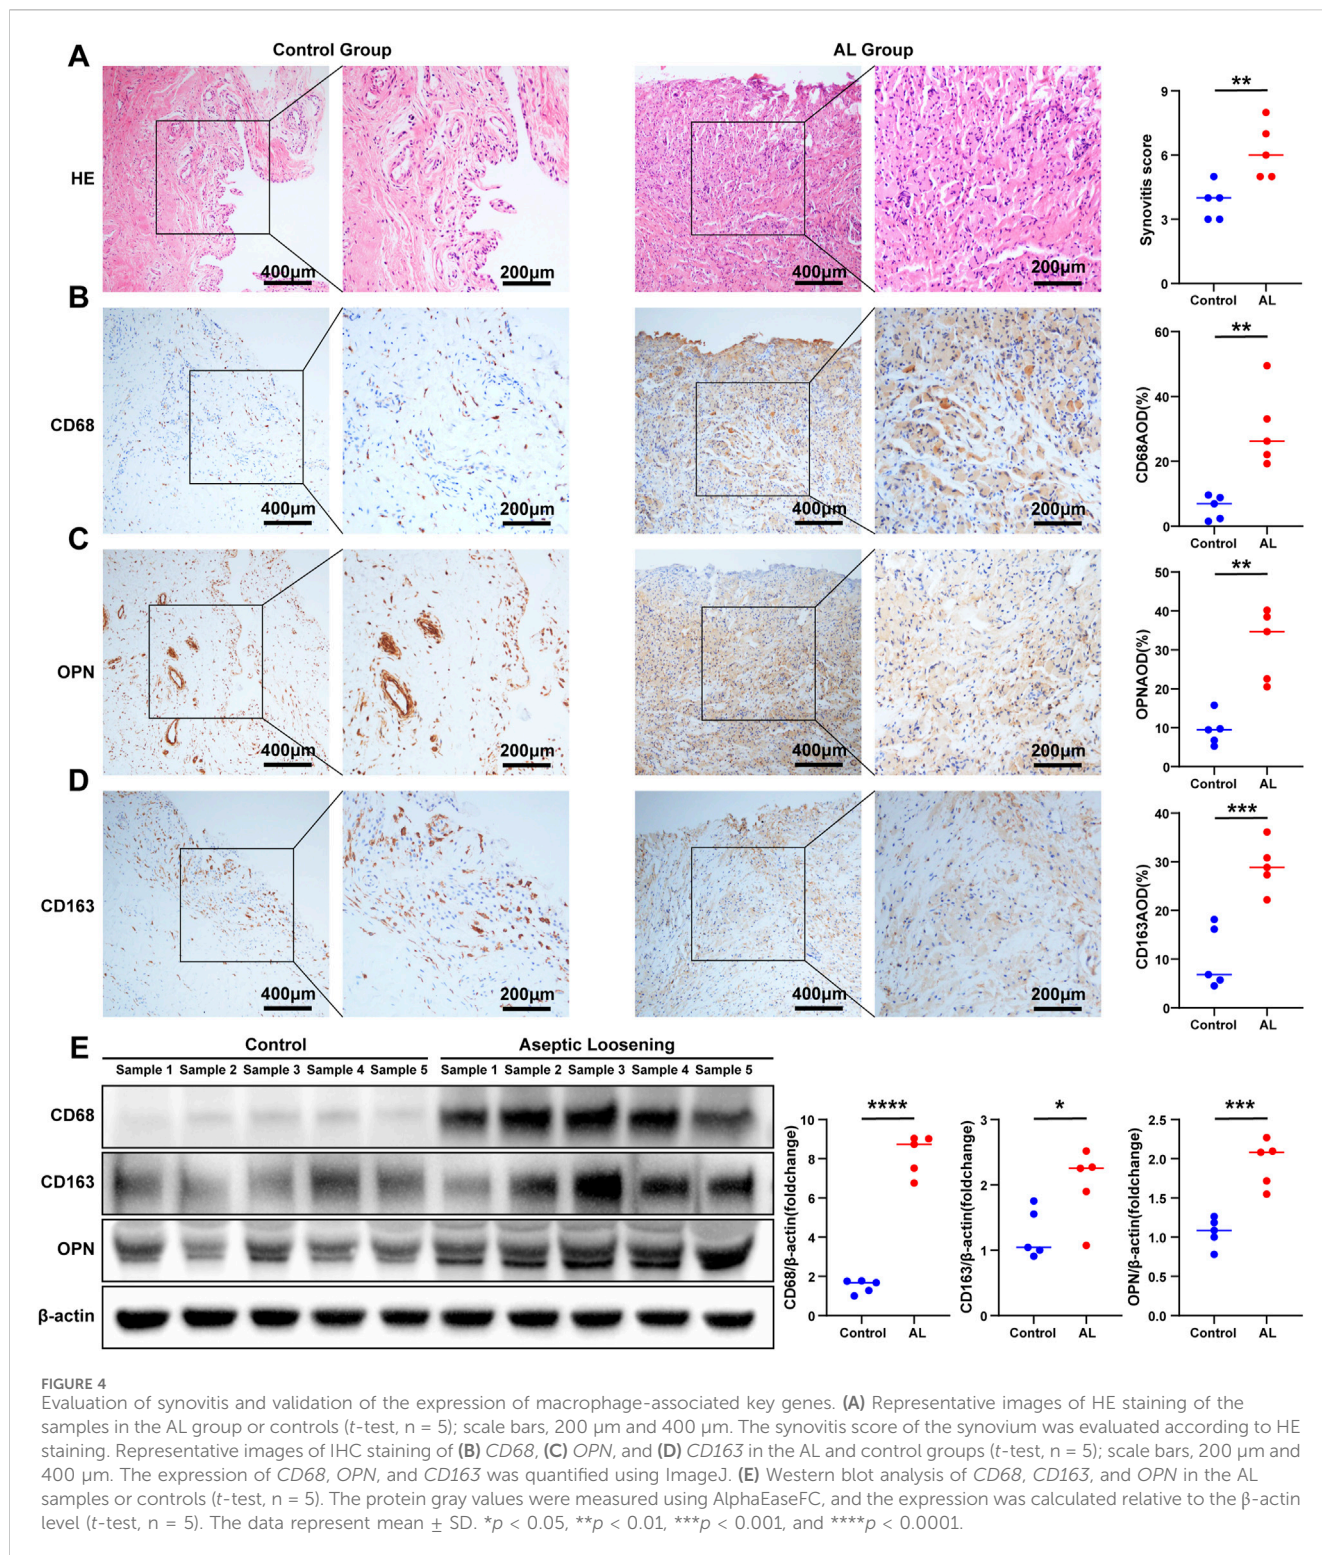 A
Control Group
AL Group
HE
400μm
200μm
400μm
200μm
Synovitis score
9
6
3
0
**
Control
AL
B
CD68
400μm
200μm
400μm
200μm
CD68AOD(%)
60
40
20
0
**
Control
AL
C
OPN
400μm
200μm
400μm
200μm
OPNAOD(%)
50
40
30
20
10
0
**
Control
AL
D
CD163
400μm
200μm
400μm
200μm
CD163AOD(%)
40
30
20
10
0
***
Control
AL
E
Control
Aseptic Loosening
Sample 1 Sample 2 Sample 3 Sample 4 Sample 5 Sample 1 Sample 2 Sample 3 Sample 4 Sample 5
CD68
CD163
OPN
β-actin
CD68/β-actin(foldchange)
10
8
6
4
2
0
****
Control
AL
CD163/β-actin(foldchange)
3
2
1
0
*
Control
AL
OPN/β-actin(foldchange)
2.5
2.0
1.5
1.0
0.5
0.0
***
Control
AL
FIGURE 4
Evaluation of synovitis and validation of the expression of macrophage-associated key genes. (A) Representative images of HE staining of the
samples in the AL group or controls (t-test, n = 5); scale bars, 200 μm and 400 μm. The synovitis score of the synovium was evaluated according to HE
staining. Representative images of IHC staining of (B) CD68, (C) OPN, and (D) CD163 in the AL and control groups (t-test, n = 5); scale bars, 200 μm and
400 μm. The expression of CD68, OPN, and CD163 was quantified using ImageJ. (E) Western blot analysis of CD68, CD163, and OPN in the AL
samples or controls (t-test, n = 5). The protein gray values were measured using AlphaEaseFC, and the expression was calculated relative to the β-actin
level (t-test, n = 5). The data represent mean ± SD. *p < 0.05, **p < 0.01, ***p < 0.001, and ****p < 0.0001.